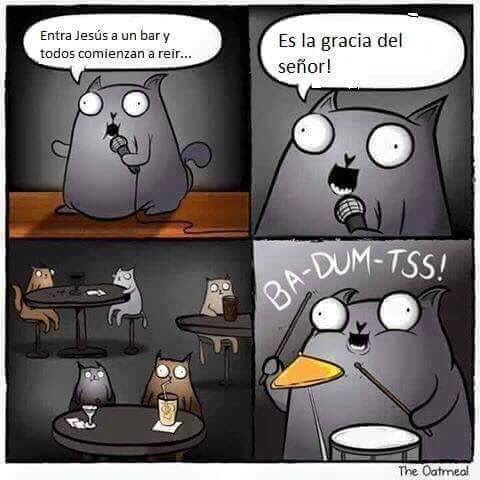 Entra Jesús a un bar y
todos comienzan a reir...
Es la gracia del
señor!
BA-DUM-TSS!
The Oatmeal